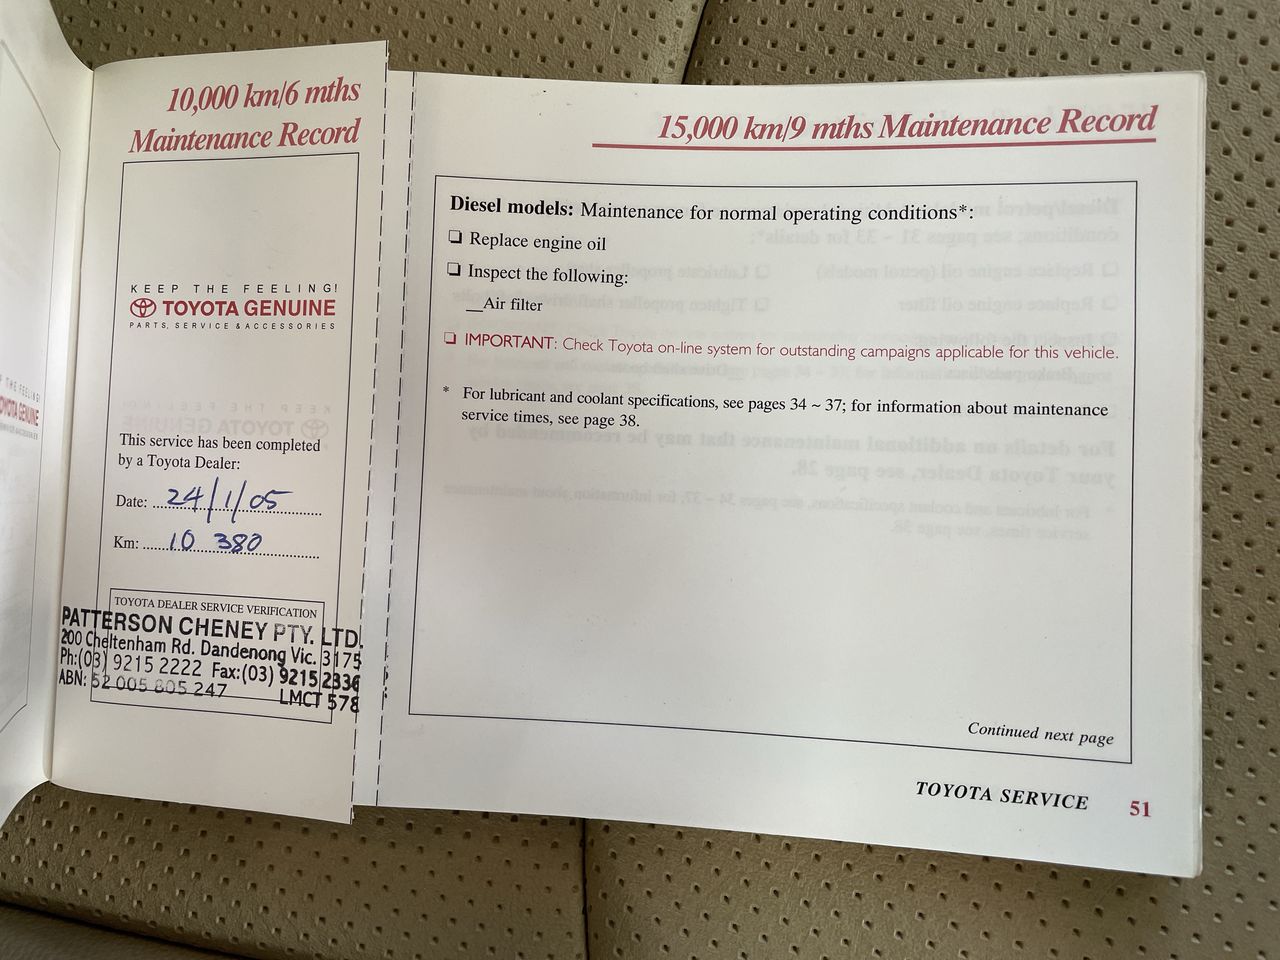 10,000 km/6 mths
Maintenance Record
KEEP THE FEELING!
TOYOTA GENUINE
PARTS, SERVICE & ACCESSORIES
This service has been completed
by a Toyota Dealer:
Date: 24/1/05
Km: 10 380
TOYOTA DEALER SERVICE VERIFICATION
PATTERSON CHENEY PTY. LTD.
200 Cheltenham Rd. Dandenong Vic. 3175
Ph:(03) 9215 2222 Fax:(03) 9215 2336
ABN: 52 005 805 247 LMCT 578
15,000 km/9 mths Maintenance Record
Diesel models: Maintenance for normal operating conditions*:
❏ Replace engine oil
❏ Inspect the following:
__Air filter
❏ IMPORTANT: Check Toyota on-line system for outstanding campaigns applicable for this vehicle.
* For lubricant and coolant specifications, see pages 34 ~ 37; for information about maintenance
service times, see page 38.
Continued next page
TOYOTA SERVICE 51